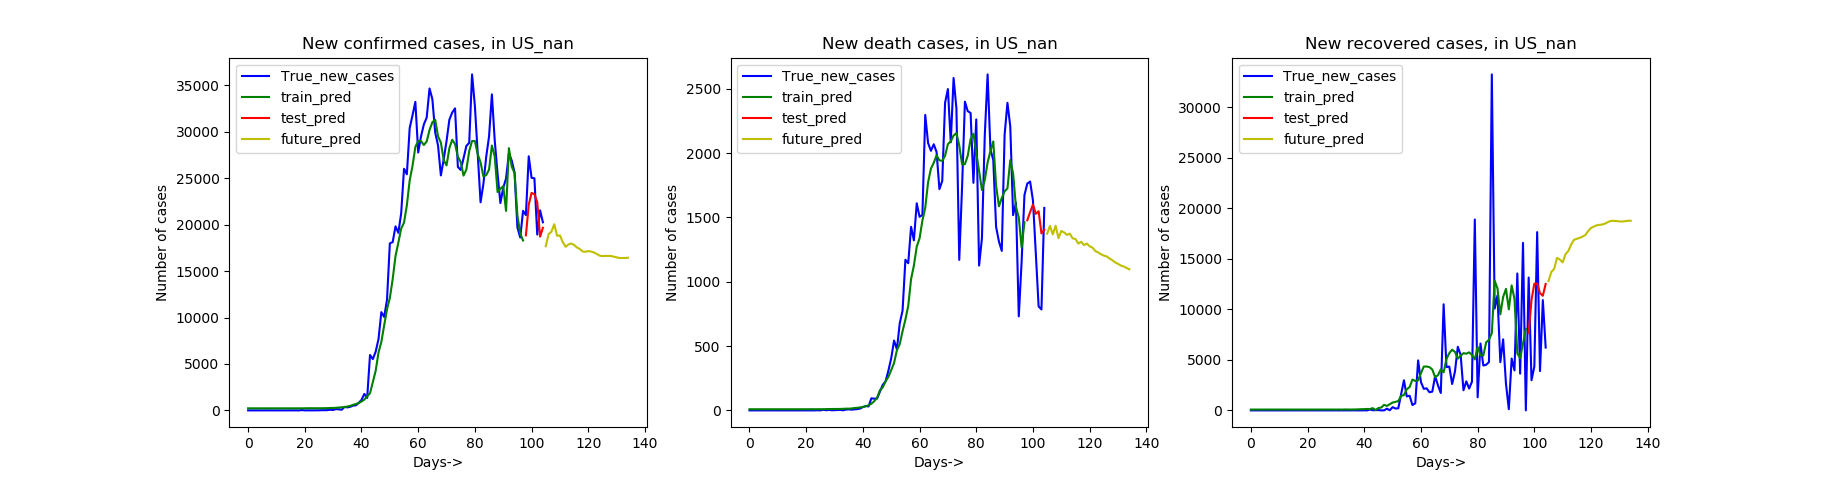 New confirmed cases, in US_nan
True_new_cases
train_pred
test_pred
future_pred
35000
30000
25000
20000
15000
10000
5000
0
Number of cases
0 20 40 60 80 100 120 140
Days->
New death cases, in US_nan
True_new_cases
train_pred
test_pred
future_pred
2500
2000
1500
1000
500
0
Number of cases
0 20 40 60 80 100 120 140
Days->
New recovered cases, in US_nan
True_new_cases
train_pred
test_pred
future_pred
30000
25000
20000
15000
10000
5000
0
Number of cases
0 20 40 60 80 100 120 140
Days->